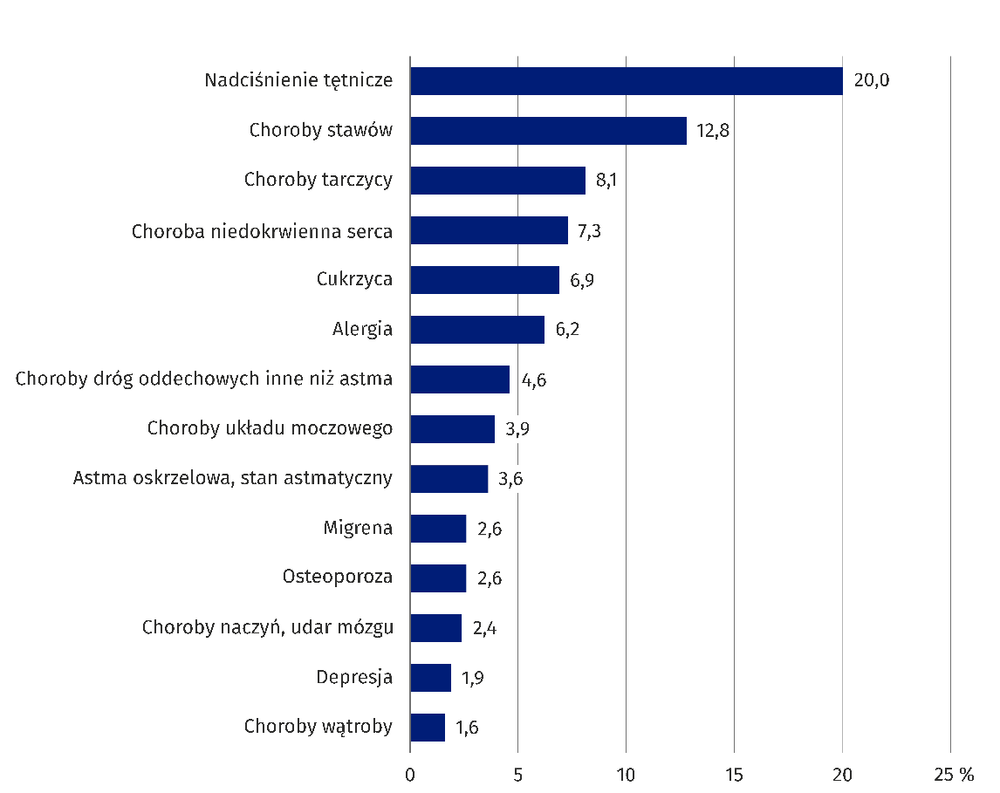 Nadciśnienie tętnicze 20,0
Choroby stawów 12,8
Choroby tarczycy 8,1
Choroba niedokrwienna serca 7,3
Cukrzyca 6,9
Alergia 6,2
Choroby dróg oddechowych inne niż astma 4,6
Choroby układu moczowego 3,9
Astma oskrzelowa, stan astmatyczny 3,6
Migrena 2,6
Osteoporoza 2,6
Choroby naczyń, udar mózgu 2,4
Depresja 1,9
Choroby wątroby 1,6
0 5 10 15 20 25 %